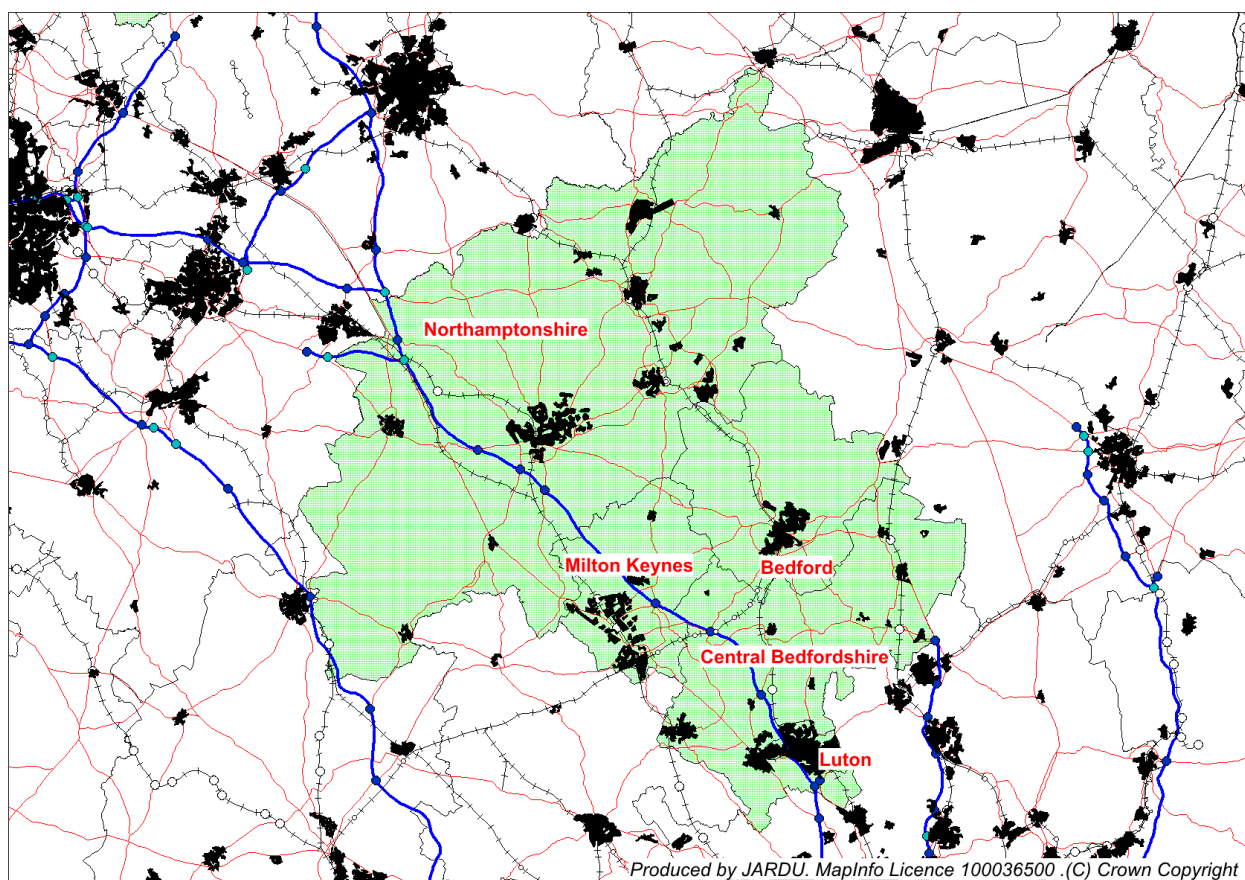 Northamptonshire
Milton Keynes
Bedford
Central Bedfordshire
Luton
Produced by JARDU. MapInfo Licence 100036500 .(C) Crown Copyright